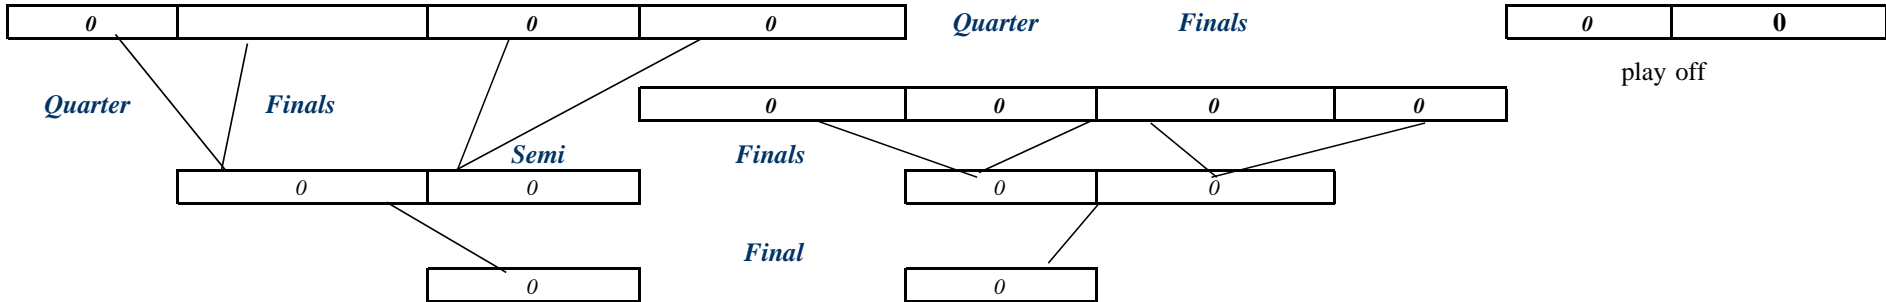 0 0 0 Quarter Finals 0 0
play off
Quarter Finals 0 0 0 0
Semi Finals
0 0 0 0
Final
0 0